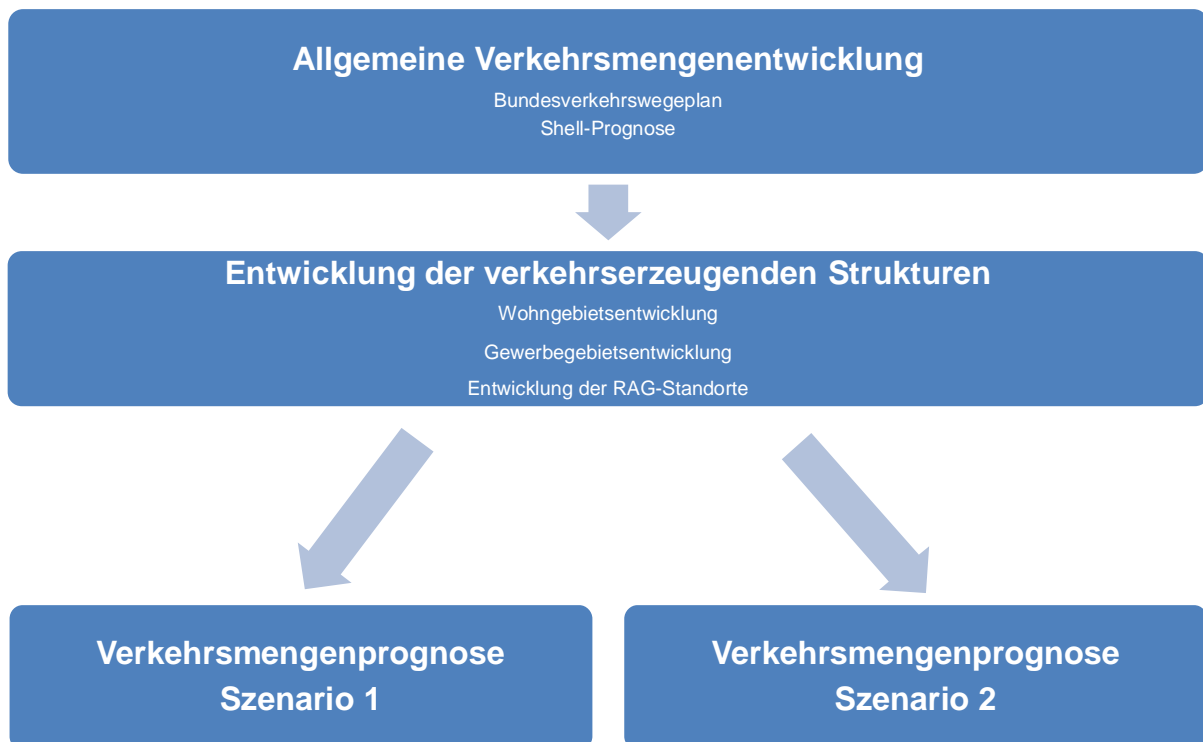 Allgemeine Verkehrsmengenentwicklung
Bundesverkehrswegeplan
Shell-Prognose
Entwicklung der verkehrserzeugenden Strukturen
Wohngebietsentwicklung
Gewerbegebietsentwicklung
Entwicklung der RAG-Standorte
Verkehrsmengenprognose
Szenario 1
Verkehrsmengenprognose
Szenario 2